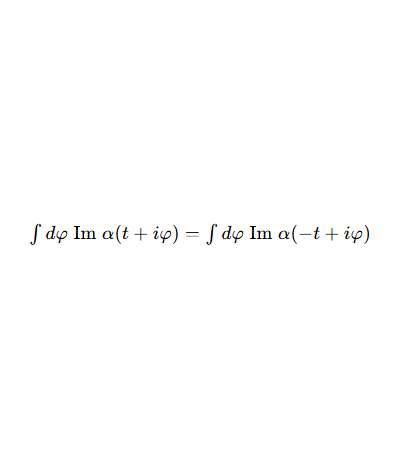 ∫ dφ Im α(t + iφ) = ∫ dφ Im α(−t + iφ)